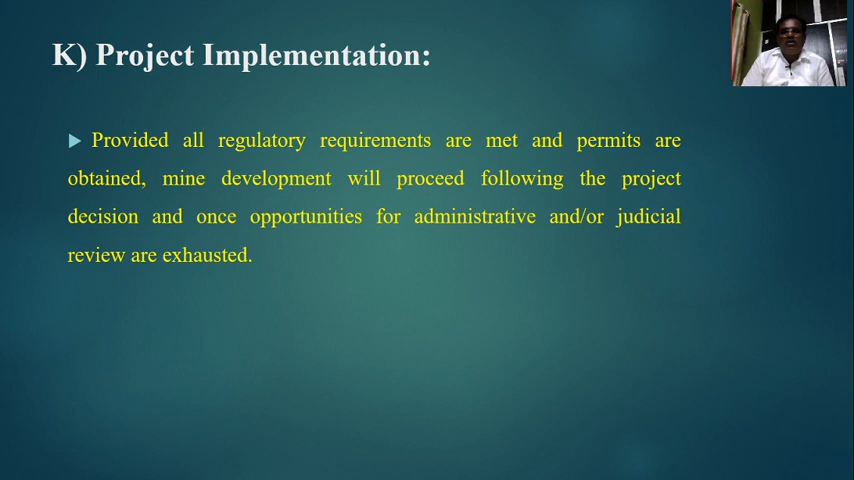 K) Project Implementation:
Provided all regulatory requirements are met and permits are
obtained, mine development will proceed following the project
decision and once opportunities for administrative and/or judicial
review are exhausted.